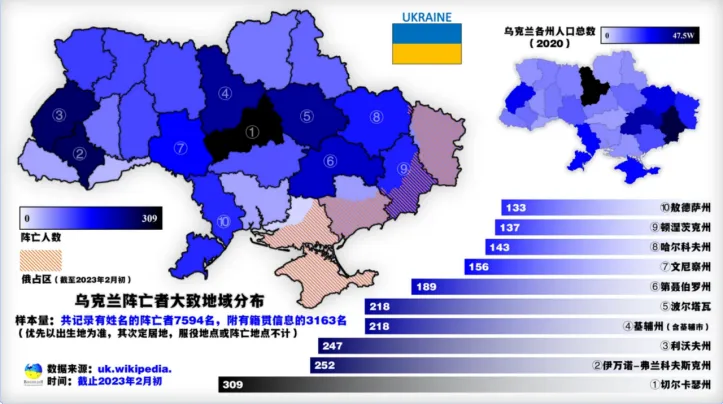 UKRAINE
乌克兰各州人口总数
（2020）
0
47.5W
③
④
①
⑤
⑧
②
⑦
⑥
⑨
⑩
0
309
阵亡人数
俄占区（截至2023年2月初）
乌克兰阵亡者大致地域分布
样本量：共记录有姓名的阵亡者7594名，附有籍贯信息的3163名
（优先以出生地为准，其次定居地，服役地点或阵亡地点不计）
数据来源：uk.wikipedia.
时间：截止2023年2月初
133 ⑩敖德萨州
137 ⑨顿涅茨克州
143 ⑧哈尔科夫州
156 ⑦文尼察州
189 ⑥第聂伯罗州
218 ⑤波尔塔瓦
218 ④基辅州（含基辅市）
247 ③利沃夫州
252 ②伊万诺-弗兰科夫斯克州
309 ①切尔卡瑟州